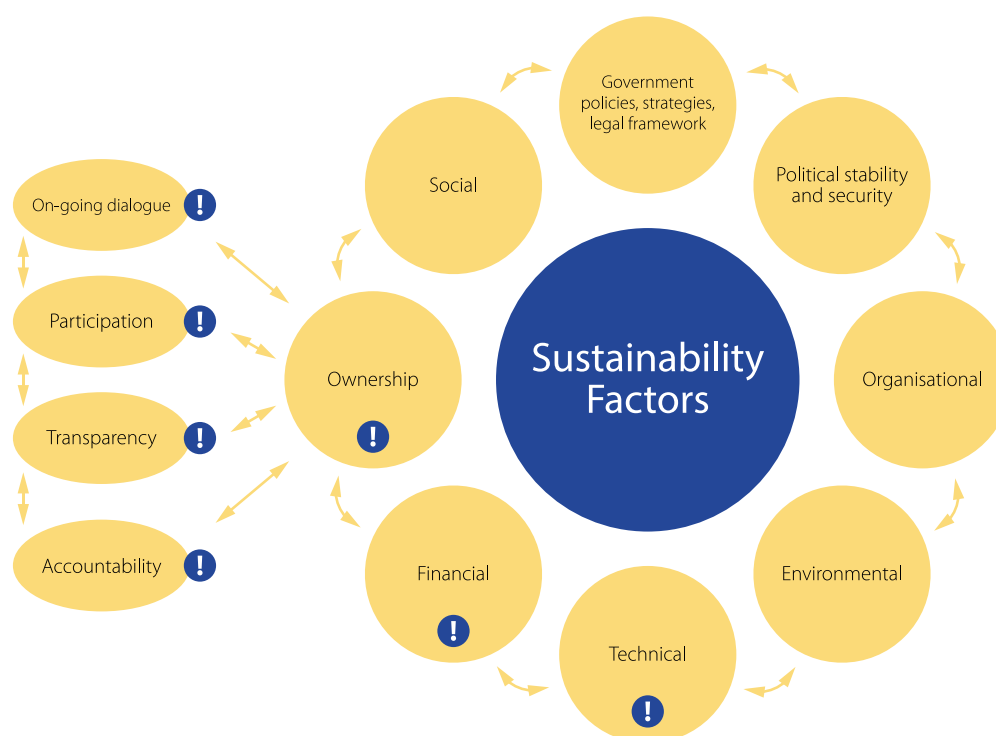 Government
policies, strategies,
legal framework
Social
Political stability
and security
On-going dialogue
!
Participation
!
Transparency
!
Accountability
!
Ownership
!
Sustainability
Factors
Organisational
Financial
!
Environmental
Technical
!